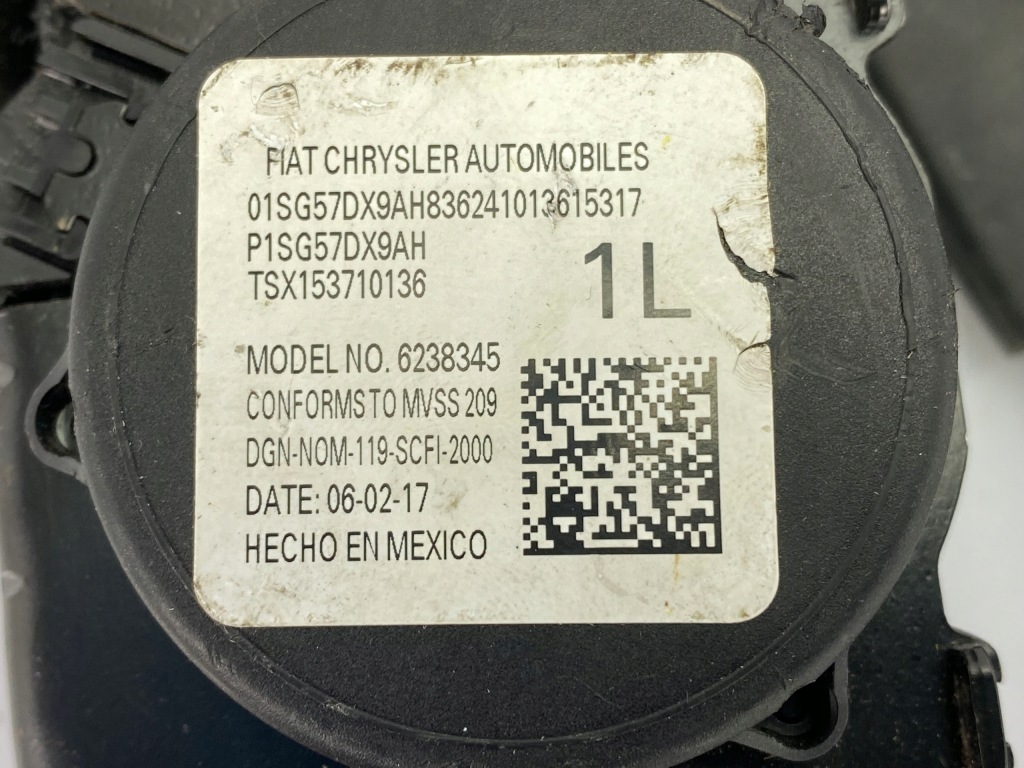 FIAT CHRYSLER AUTOMOBILES
01SG57DX9AH836241013615317
P1SG57DX9AH
TSX153710136
1L
MODEL NO. 6238345
CONFORMS TO MVSS 209
DGN-NOM-119-SCFI-2000
DATE: 06-02-17
HECHO EN MEXICO